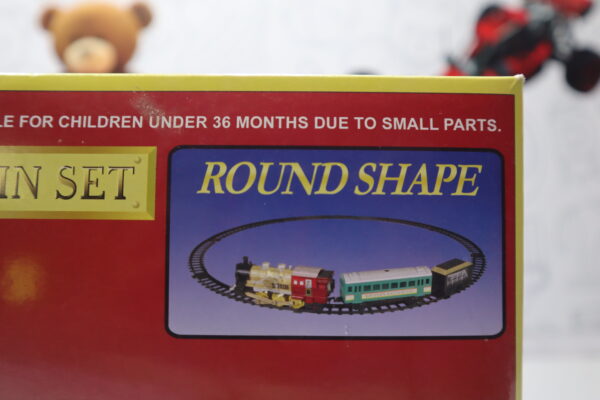 LE FOR CHILDREN UNDER 36 MONTHS DUE TO SMALL PARTS.
IN SET
ROUND SHAPE